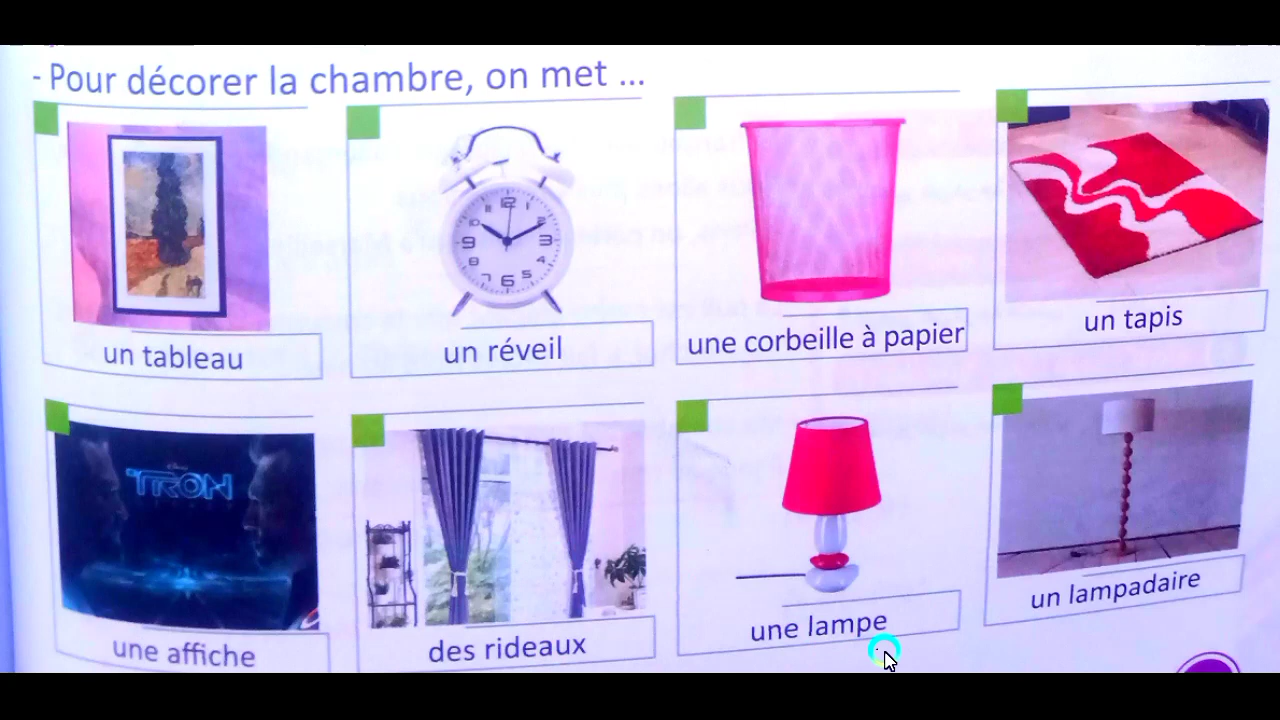 - Pour décorer la chambre, on met ...
un tableau
un réveil
une corbeille à papier
un tapis
TRON
une affiche
des rideaux
une lampe
un lampadaire